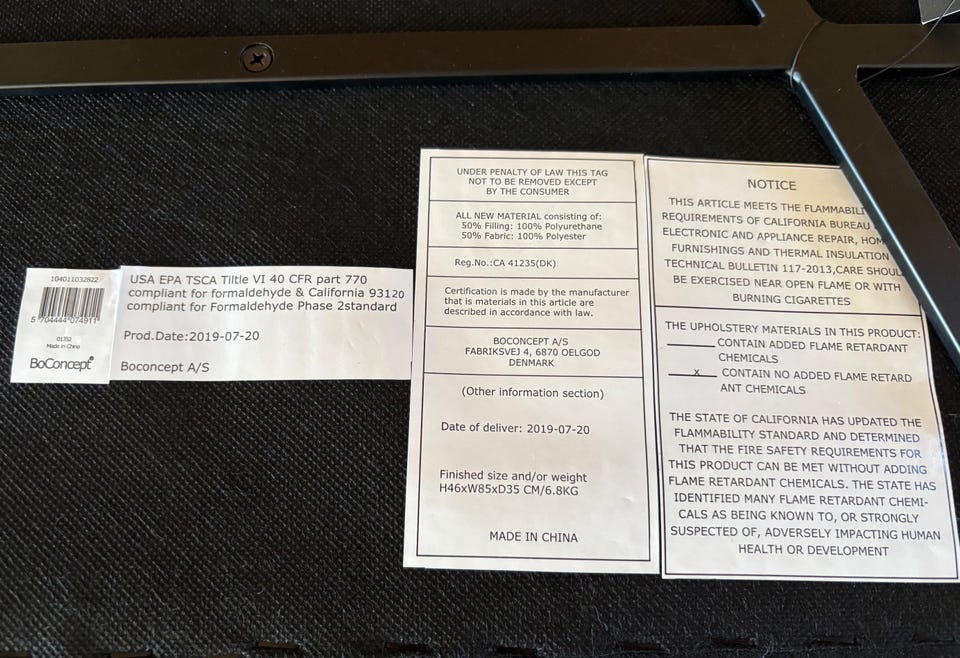 104011032822
5 704444 074911
01352
Made in China
BoConcept®
USA EPA TSCA Tiltle VI 40 CFR part 770
compliant for formaldehyde & California 93120
compliant for Formaldehyde Phase 2standard
Prod.Date:2019-07-20
Boconcept A/S
UNDER PENALTY OF LAW THIS TAG
NOT TO BE REMOVED EXCEPT
BY THE CONSUMER
ALL NEW MATERIAL consisting of:
50% Filling: 100% Polyurethane
50% Fabric: 100% Polyester
Reg.No.:CA 41235(DK)
Certification is made by the manufacturer
that is materials in this article are
described in accordance with law.
BOCONCEPT A/S
FABRIKSVEJ 4, 6870 OELGOD
DENMARK
(Other information section)
Date of deliver: 2019-07-20
Finished size and/or weight
H46xW85xD35 CM/6.8KG
MADE IN CHINA
NOTICE
THIS ARTICLE MEETS THE
REQUIREMENTS OF CALIFORNIA BUREAU
ELECTRONIC AND APPLIANCE REPAIR,
FURNISHINGS AND THERMAL INSULATION
TECHNICAL BULLETIN 117-2013,CARE
BE EXERCISED NEAR OPEN FLAME OR WITH
BURNING CIGARETTES
THE UPHOLSTERY MATERIALS IN THIS PRODUCT:
______CONTAIN ADDED FLAME RETARDANT
CHEMICALS
___x___ CONTAIN NO ADDED FLAME RETARD
ANT CHEMICALS
THE STATE OF CALIFORNIA HAS UPDATED THE
FLAMMABILITY STANDARD AND DETERMINED
THAT THE FIRE SAFETY REQUIREMENTS FOR
THIS PRODUCT CAN BE MET WITHOUT ADDING
FLAME RETARDANT CHEMICALS. THE STATE HAS
IDENTIFIED MANY FLAME RETARDANT CHEMI-
CALS AS BEING KNOWN TO, OR STRONGLY
SUSPECTED OF, ADVERSELY IMPACTING HUMAN
HEALTH OR DEVELOPMENT